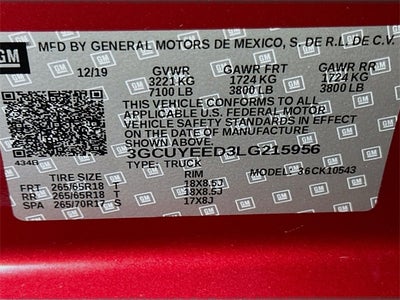 GM
MFD BY GENERAL MOTORS DE MEXICO, S. DE R.L. DE C.V.
12/19 GVWR GAWR FRT GAWR RR
3221 KG 1724 KG 1724 KG
7100 LB 3800 LB 3800 LB
THIS VEHICLE CONFORMS TO ALL
APPLICABLE U.S. FEDERAL MOTOR
VEHICLE SAFETY STANDARDS IN EFFECT
ON THE DATE OF MANUFACTURE
SHOWN ABOVE.
434G 3GCUYEED3LG215956
TYPE: TRUCK
TIRE SIZE RIM MODEL: 36CK10543
FRT 265/65R18 T 18X8.5J
RR 265/65R18 T 18X8.5J
SPA 265/70R17 S 17X8J